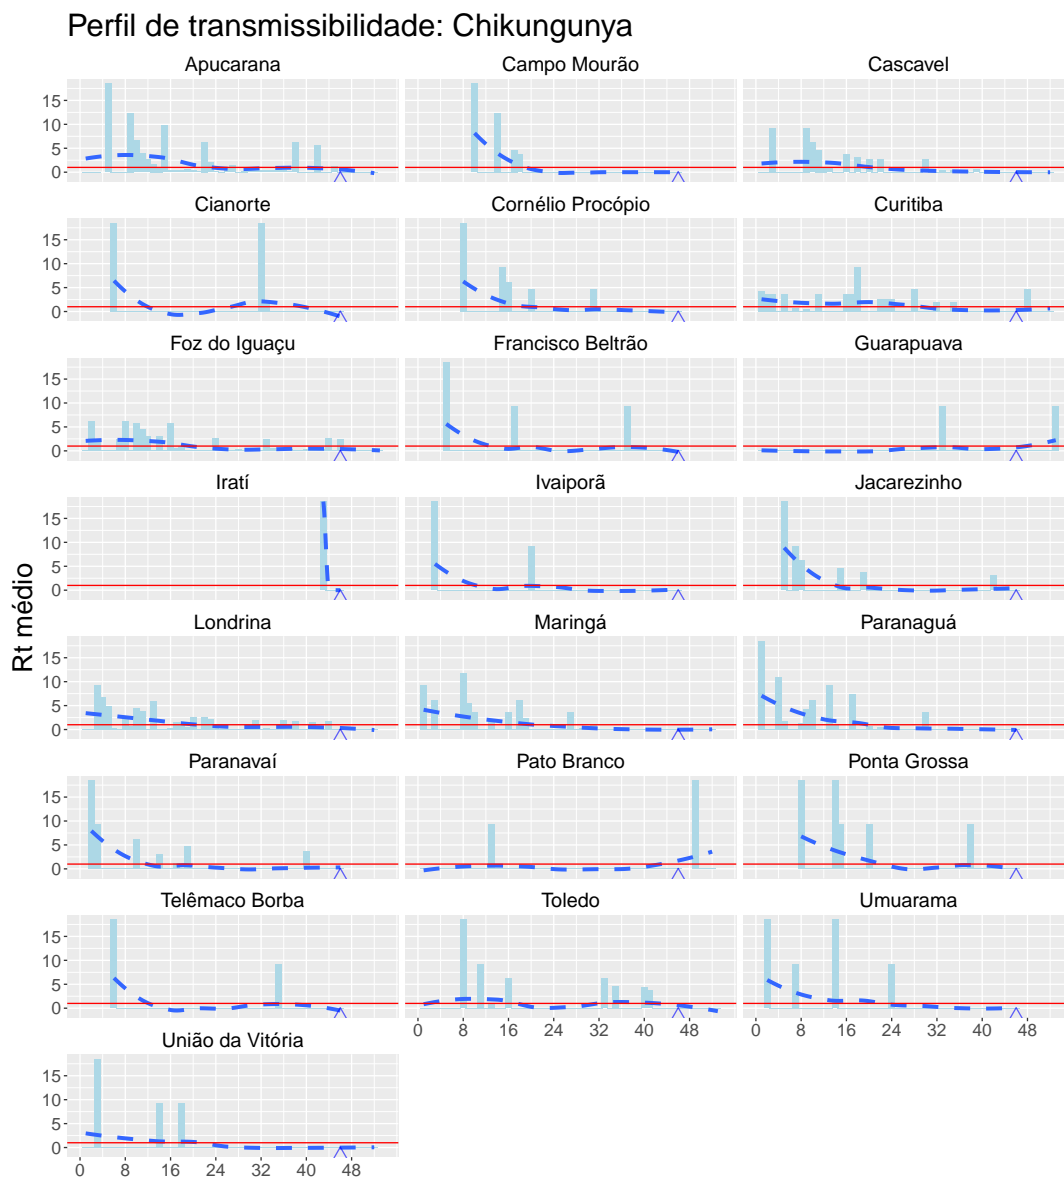 Perfil de transmissibilidade: Chikungunya
Apucarana Campo Mourão Cascavel
15
10
5
0
Cianorte Cornélio Procópio Curitiba
15
10
5
0
Foz do Iguaçu Francisco Beltrão Guarapuava
15
10
5
0
Iratí Ivaiporã Jacarezinho
15
10
5
0
Rt médio
Londrina Maringá Paranaguá
15
10
5
0
Paranavaí Pato Branco Ponta Grossa
15
10
5
0
Telêmaco Borba Toledo Umuarama
15
10
5
0
0 8 16 24 32 40 48 0 8 16 24 32 40 48
União da Vitória
15
10
5
0
0 8 16 24 32 40 48